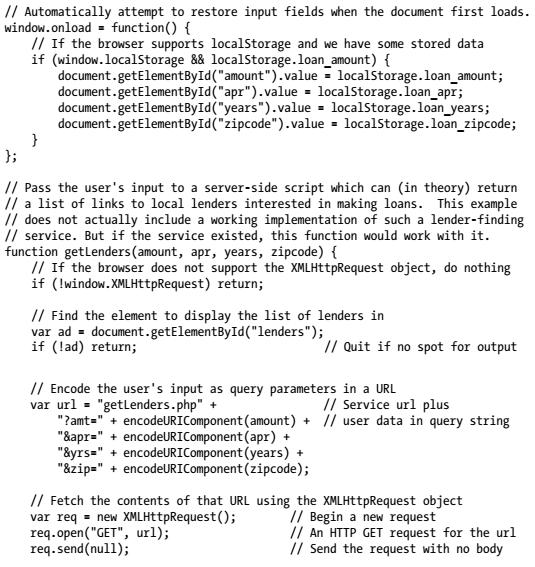 // Automatically attempt to restore input fields when the document first loads.
window.onload = function() {
    // If the browser supports localStorage and we have some stored data
    if (window.localStorage && localStorage.loan_amount) {
        document.getElementById("amount").value = localStorage.loan_amount;
        document.getElementById("apr").value = localStorage.loan_apr;
        document.getElementById("years").value = localStorage.loan_years;
        document.getElementById("zipcode").value = localStorage.loan_zipcode;
    }
};
// Pass the user's input to a server-side script which can (in theory) return
// a list of links to local lenders interested in making loans.  This example
// does not actually include a working implementation of such a lender-finding
// service. But if the service existed, this function would work with it.
function getLenders(amount, apr, years, zipcode) {
    // If the browser does not support the XMLHttpRequest object, do nothing
    if (!window.XMLHttpRequest) return;
    // Find the element to display the list of lenders in
    var ad = document.getElementById("lenders");
    if (!ad) return;                          // Quit if no spot for output
    // Encode the user's input as query parameters in a URL
    var url = "getLenders.php" +              // Service url plus
        "?amt=" + encodeURIComponent(amount) +  // user data in query string
        "&apr=" + encodeURIComponent(apr) +
        "&yrs=" + encodeURIComponent(years) +
        "&zip=" + encodeURIComponent(zipcode);
    // Fetch the contents of that URL using the XMLHttpRequest object
    var req = new XMLHttpRequest();        // Begin a new request
    req.open("GET", url);                  // An HTTP GET request for the url
    req.send(null);                        // Send the request with no body